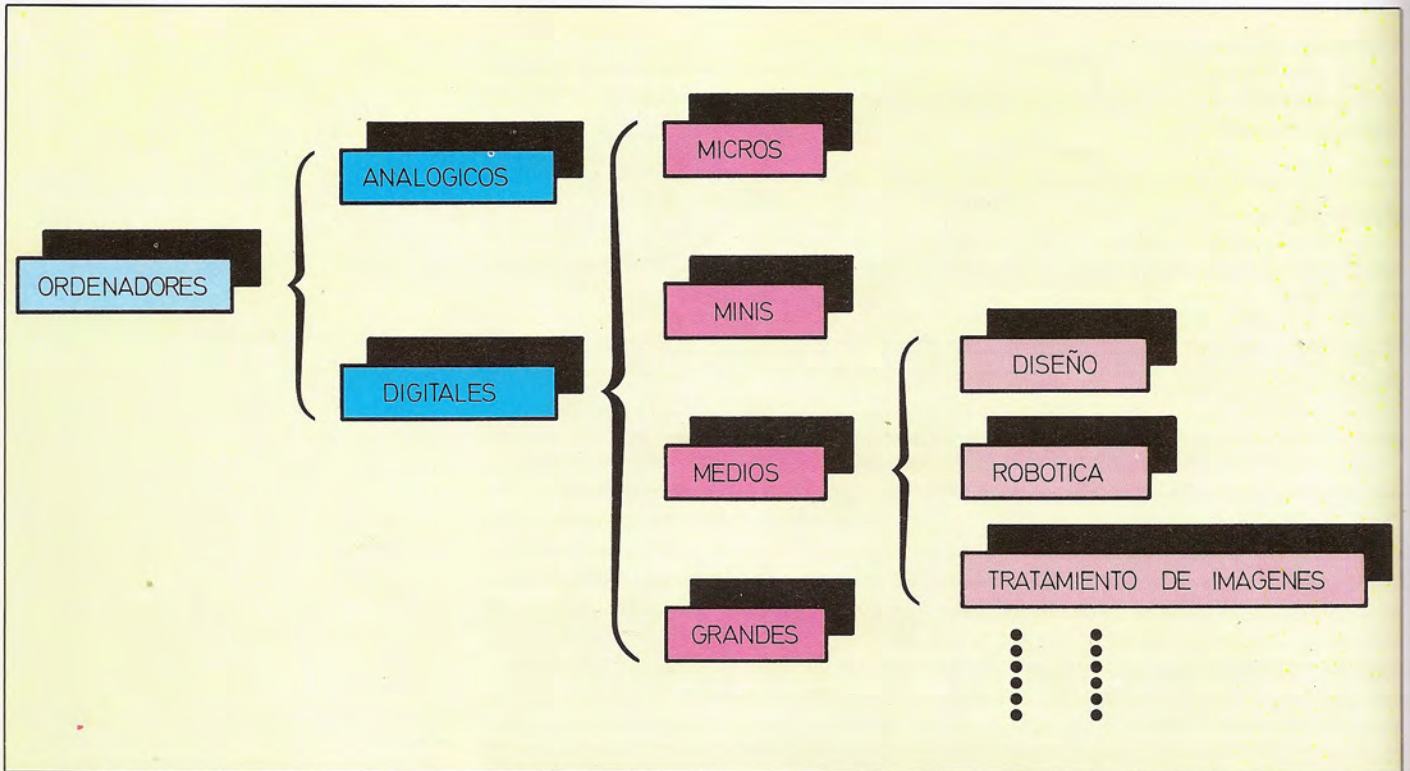 ORDENADORES
ANALOGICOS
DIGITALES
MICROS
MINIS
MEDIOS
GRANDES
DISEÑO
ROBOTICA
TRATAMIENTO DE IMAGENES